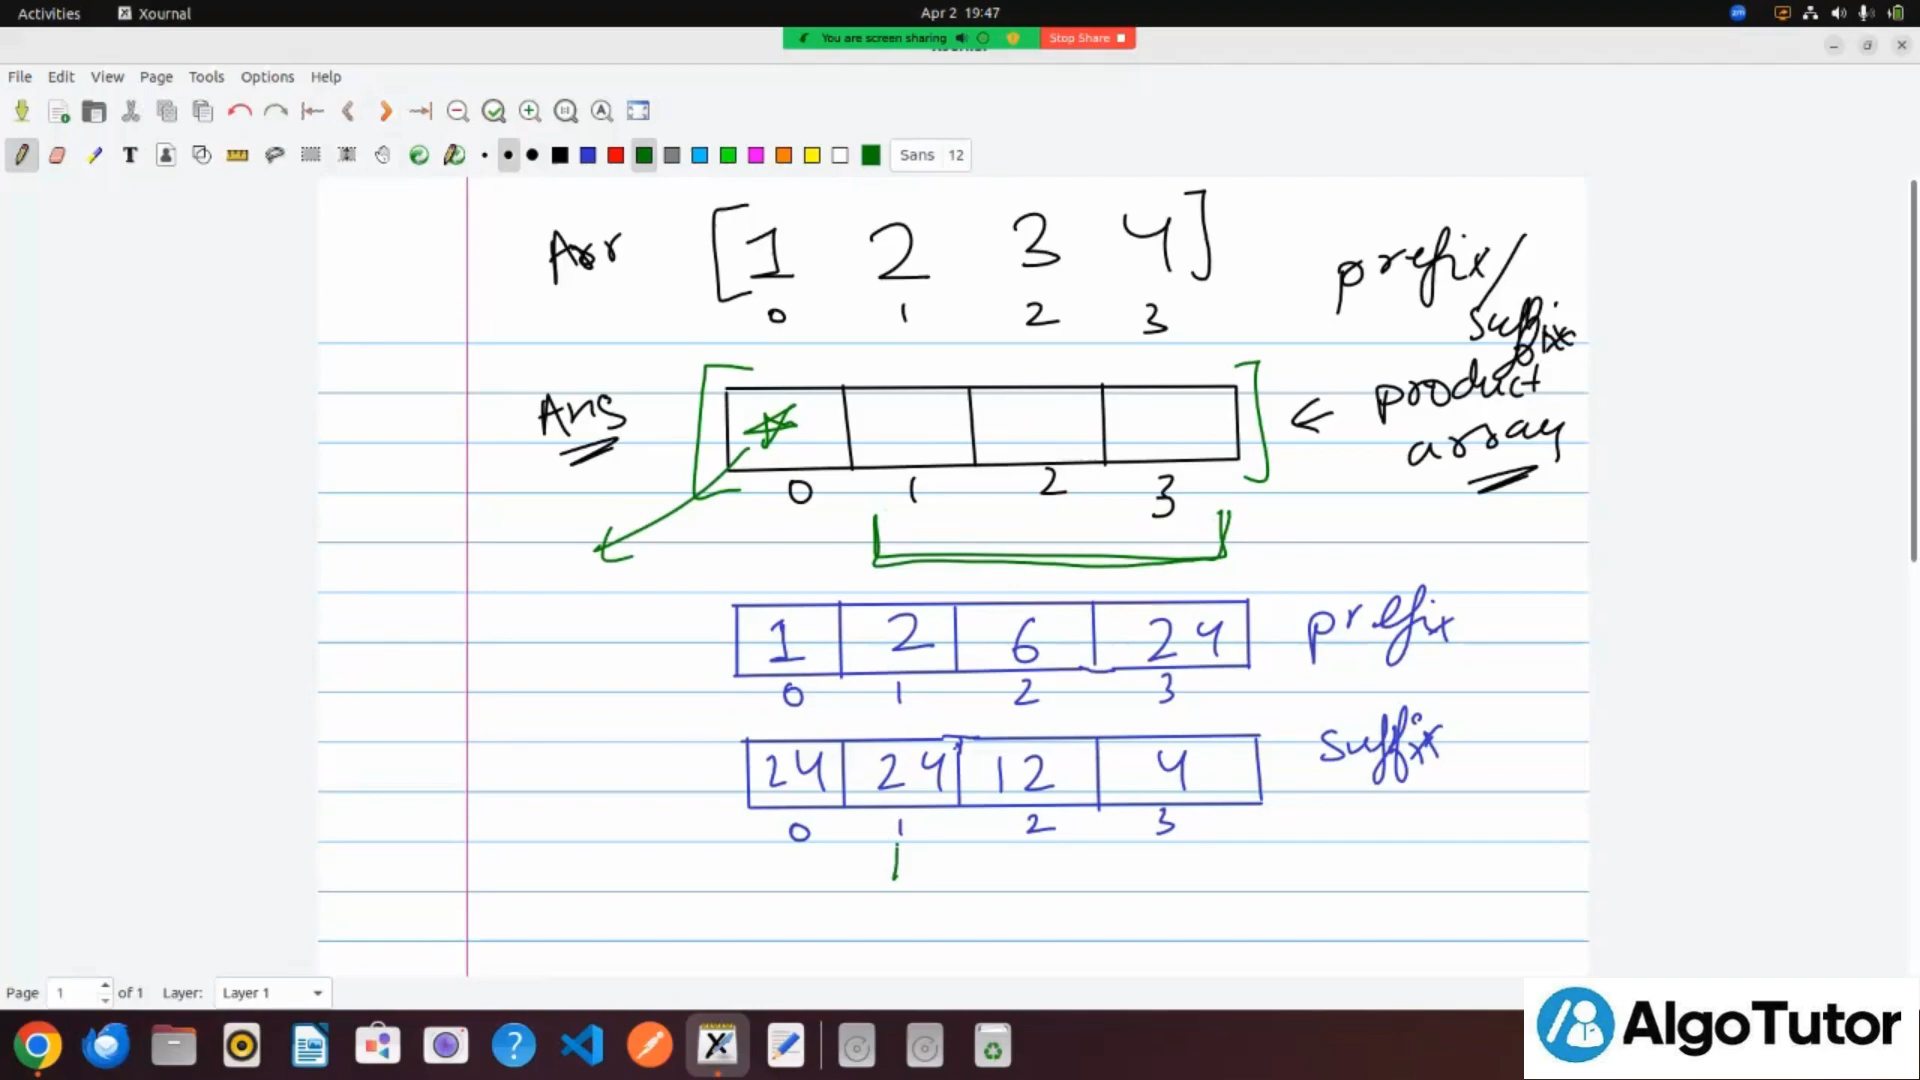 Activities Xournal Apr 2 19:47 zm
You are screen sharing Stop Share
File Edit View Page Tools Options Help
Sans 12
Arr [1 2 3 4]
0 1 2 3
prefix/
suffix
product
array
Ans
0 1 2 3
1 2 6 24 prefix
0 1 2 3
24 24 12 4 suffix
0 1 2 3
Page 1 of 1 Layer: Layer 1
AlgoTutor